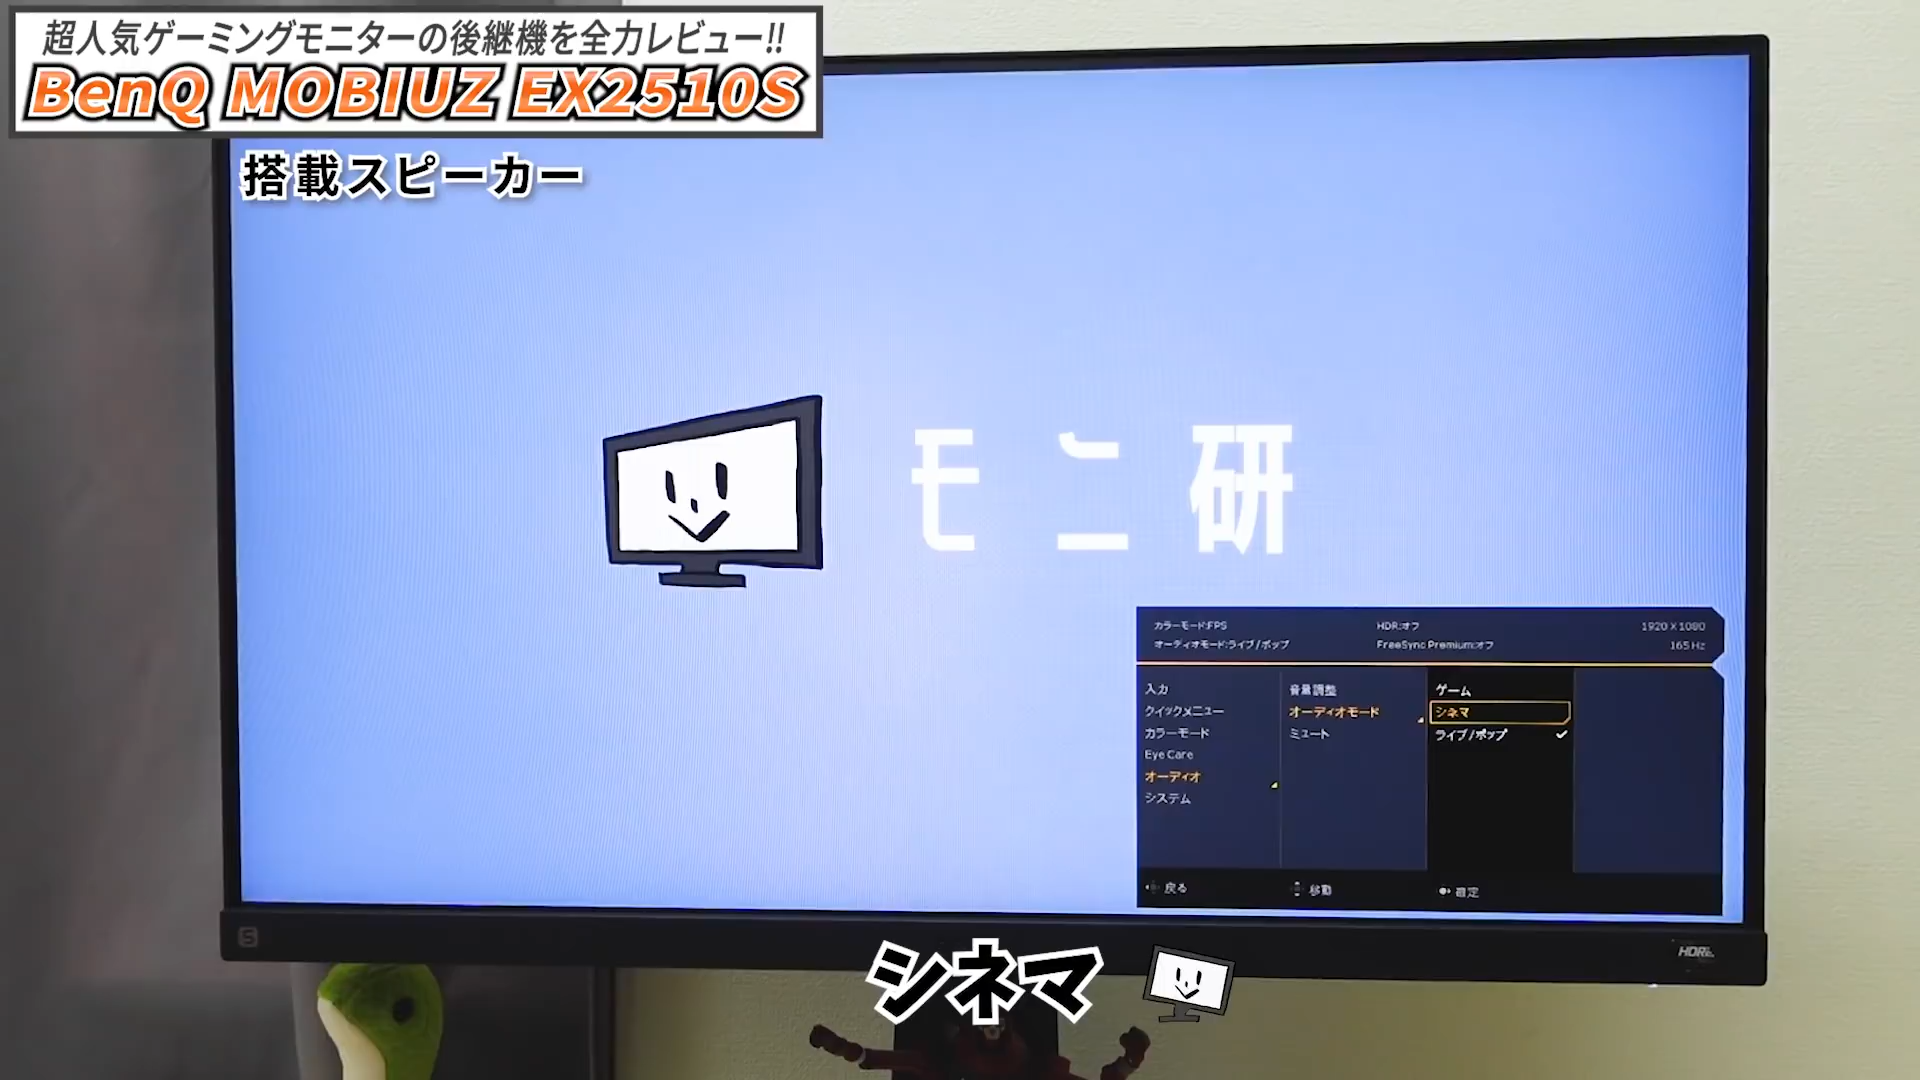 超人気ゲーミングモニターの後継機を全力レビュー!!
BenQ MOBIUZ EX2510S
搭載スピーカー
モニ研
カラーモード:FPS
HDR:オフ
1920 X 1080
オーディオモード:ライブ/ポップ
FreeSync Premium:オフ
165 Hz
入力
クイックメニュー
カラーモード
Eye Care
オーディオ
システム
音量調整
オーディオモード
ミュート
ゲーム
シネマ
ライブ/ポップ
戻る
移動
確定
S
HDRi
シネマ